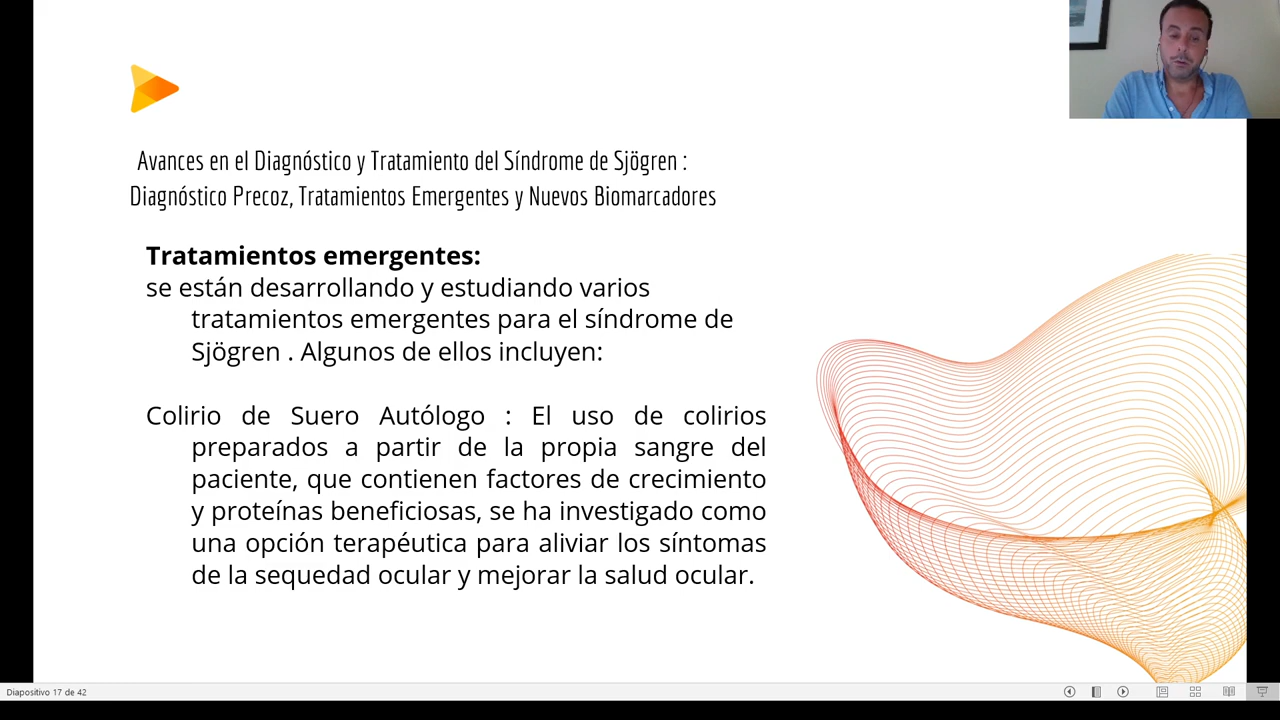 Avances en el Diagnóstico y Tratamiento del Síndrome de Sjögren :
Diagnóstico Precoz, Tratamientos Emergentes y Nuevos Biomarcadores
Tratamientos emergentes:
se están desarrollando y estudiando varios
tratamientos emergentes para el síndrome de
Sjögren . Algunos de ellos incluyen:
Colirio de Suero Autólogo : El uso de colirios
preparados a partir de la propia sangre del
paciente, que contienen factores de crecimiento
y proteínas beneficiosas, se ha investigado como
una opción terapéutica para aliviar los síntomas
de la sequedad ocular y mejorar la salud ocular.
Diapositivo 17 de 42